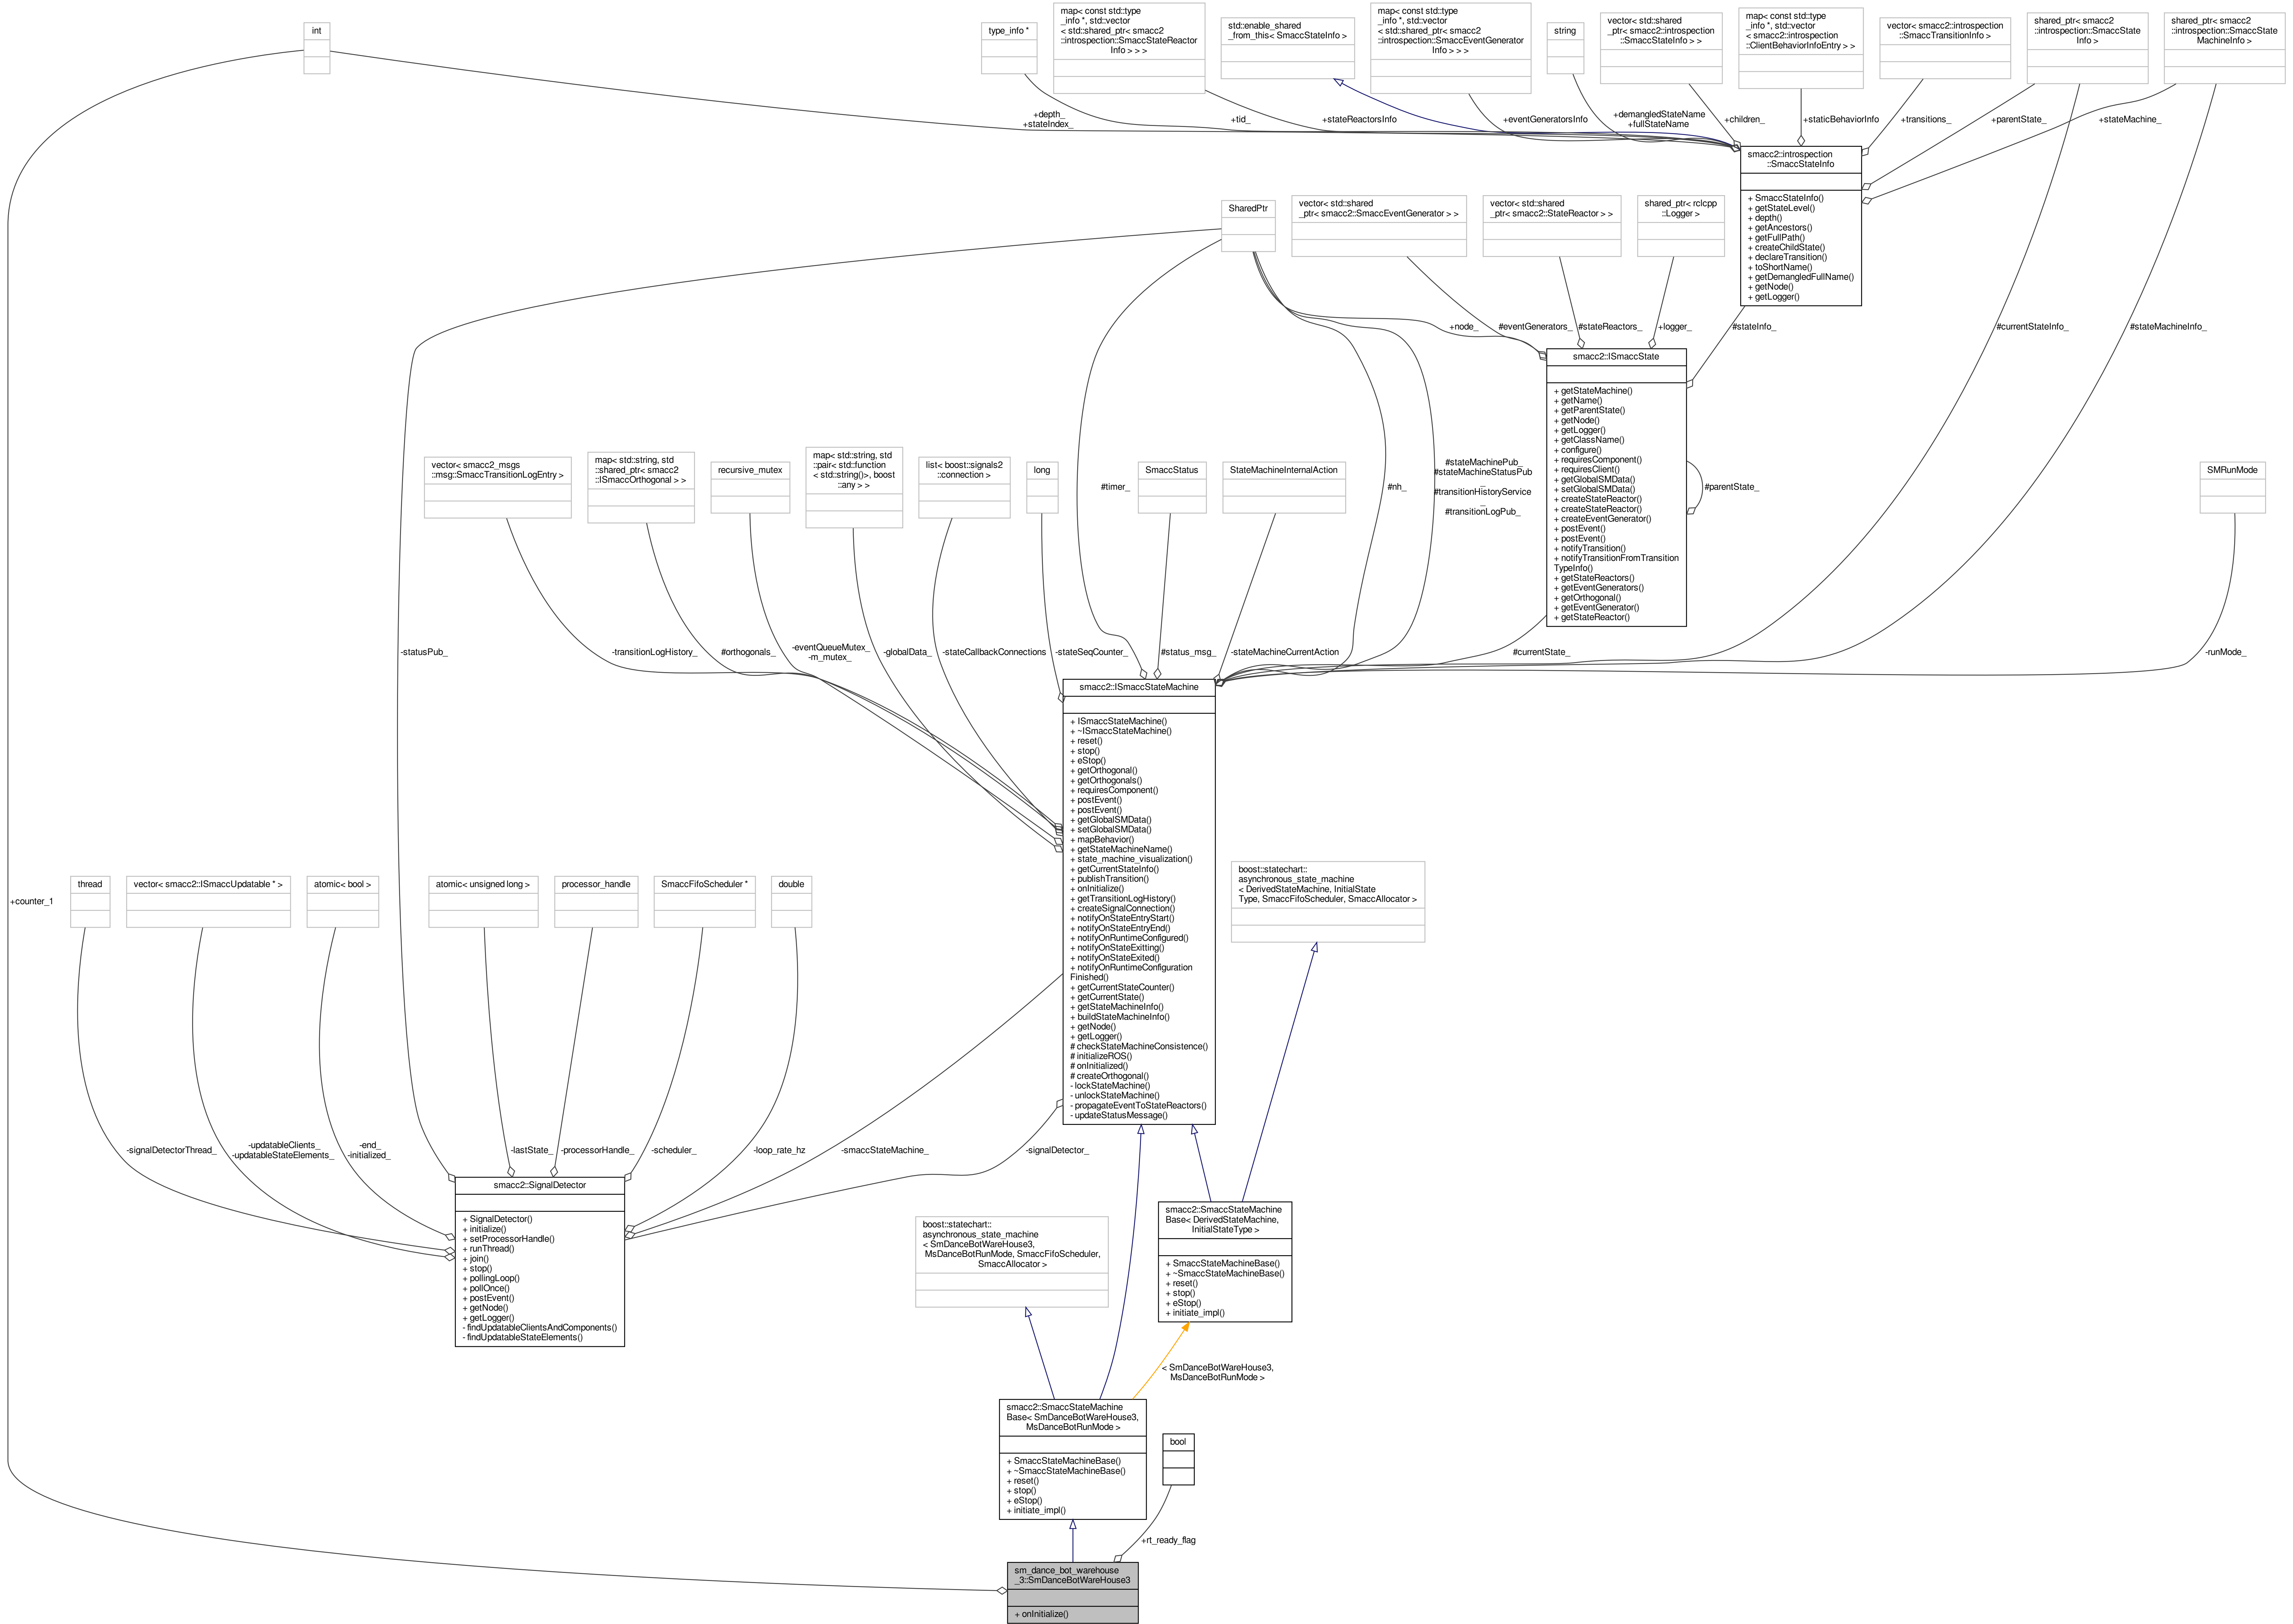 int
type_info *
map< const std::type
_info *, std::vector
< std::shared_ptr< smacc2
::introspection::SmaccStateReactor
Info > > >
std::enable_shared
_from_this< SmaccStateInfo >
map< const std::type
_info *, std::vector
< std::shared_ptr< smacc2
::introspection::SmaccEventGenerator
Info > > >
string
vector< std::shared
_ptr< smacc2::introspection
::SmaccStateInfo > >
map< const std::type
_info *, std::vector
< smacc2::introspection
::ClientBehaviorInfoEntry > >
vector< smacc2::introspection
::SmaccTransitionInfo >
shared_ptr< smacc2
::introspection::SmaccState
Info >
shared_ptr< smacc2
::introspection::SmaccState
MachineInfo >
+depth_
+stateIndex_
+tid_
+stateReactorsInfo
+eventGeneratorsInfo
+demangledStateName
+fullStateName
+children_
+staticBehaviorInfo
+transitions_
+parentState_
+stateMachine_
smacc2::introspection
::SmaccStateInfo
+ SmaccStateInfo()
+ getStateLevel()
+ depth()
+ getAncestors()
+ getFullPath()
+ createChildState()
+ declareTransition()
+ toShortName()
+ getDemangledFullName()
+ getNode()
+ getLogger()
SharedPtr
vector< std::shared
_ptr< smacc2::SmaccEventGenerator > >
vector< std::shared
_ptr< smacc2::StateReactor > >
shared_ptr< rclcpp
::Logger >
+node_
#eventGenerators_
#stateReactors_
+logger_
#stateInfo_
#currentStateInfo_
#stateMachineInfo_
smacc2::ISmaccState
+ getStateMachine()
+ getName()
+ getParentState()
+ getNode()
+ getLogger()
+ getClassName()
+ configure()
+ requiresComponent()
+ requiresClient()
+ getGlobalSMData()
+ setGlobalSMData()
+ createStateReactor()
+ createStateReactor()
+ createEventGenerator()
+ postEvent()
+ postEvent()
+ notifyTransition()
+ notifyTransitionFromTransition
TypeInfo()
+ getStateReactors()
+ getEventGenerators()
+ getOrthogonal()
+ getEventGenerator()
+ getStateReactor()
#parentState_
vector< smacc2_msgs
::msg::SmaccTransitionLogEntry >
map< std::string, std
::shared_ptr< smacc2
::ISmaccOrthogonal > >
recursive_mutex
map< std::string, std
::pair< std::function
< std::string()>, boost
::any > >
list< boost::signals2
::connection >
long
SmaccStatus
StateMachineInternalAction
SMRunMode
#timer_
#nh_
#stateMachinePub_
#stateMachineStatusPub
_
#transitionHistoryService
_
#transitionLogPub_
-statusPub_
-transitionLogHistory_
#orthogonals_
-eventQueueMutex_
-m_mutex_
-globalData_
-stateCallbackConnections
-stateSeqCounter_
#status_msg_
-stateMachineCurrentAction
#currentState_
-runMode_
smacc2::ISmaccStateMachine
+ ISmaccStateMachine()
+ ~ISmaccStateMachine()
+ reset()
+ stop()
+ eStop()
+ getOrthogonal()
+ getOrthogonals()
+ requiresComponent()
+ postEvent()
+ postEvent()
+ getGlobalSMData()
+ setGlobalSMData()
+ mapBehavior()
+ getStateMachineName()
+ state_machine_visualization()
+ getCurrentStateInfo()
+ publishTransition()
+ onInitialize()
+ getTransitionLogHistory()
+ createSignalConnection()
+ notifyOnStateEntryStart()
+ notifyOnStateEntryEnd()
+ notifyOnRuntimeConfigured()
+ notifyOnStateExitting()
+ notifyOnStateExited()
+ notifyOnRuntimeConfiguration
Finished()
+ getCurrentStateCounter()
+ getCurrentState()
+ getStateMachineInfo()
+ buildStateMachineInfo()
+ getNode()
+ getLogger()
# checkStateMachineConsistence()
# initializeROS()
# onInitialized()
# createOrthogonal()
- lockStateMachine()
- unlockStateMachine()
- propagateEventToStateReactors()
- updateStatusMessage()
+counter_1
thread
vector< smacc2::ISmaccUpdatable * >
atomic< bool >
atomic< unsigned long >
processor_handle
SmaccFifoScheduler *
double
boost::statechart::
asynchronous_state_machine
< DerivedStateMachine, InitialState
Type, SmaccFifoScheduler, SmaccAllocator >
-signalDetectorThread_
-updatableClients_
-updatableStateElements_
-end_
-initialized_
-lastState_
-processorHandle_
-scheduler_
-loop_rate_hz
-smaccStateMachine_
-signalDetector_
smacc2::SignalDetector
+ SignalDetector()
+ initialize()
+ setProcessorHandle()
+ runThread()
+ join()
+ stop()
+ pollingLoop()
+ pollOnce()
+ postEvent()
+ getNode()
+ getLogger()
- findUpdatableClientsAndComponents()
- findUpdatableStateElements()
boost::statechart::
asynchronous_state_machine
< SmDanceBotWareHouse3,
MsDanceBotRunMode, SmaccFifoScheduler,
SmaccAllocator >
smacc2::SmaccStateMachine
Base< DerivedStateMachine,
InitialStateType >
+ SmaccStateMachineBase()
+ ~SmaccStateMachineBase()
+ reset()
+ stop()
+ eStop()
+ initiate_impl()
< SmDanceBotWareHouse3,
MsDanceBotRunMode >
smacc2::SmaccStateMachine
Base< SmDanceBotWareHouse3,
MsDanceBotRunMode >
+ SmaccStateMachineBase()
+ ~SmaccStateMachineBase()
+ reset()
+ stop()
+ eStop()
+ initiate_impl()
bool
+rt_ready_flag
sm_dance_bot_warehouse
_3::SmDanceBotWareHouse3
+ onInitialize()